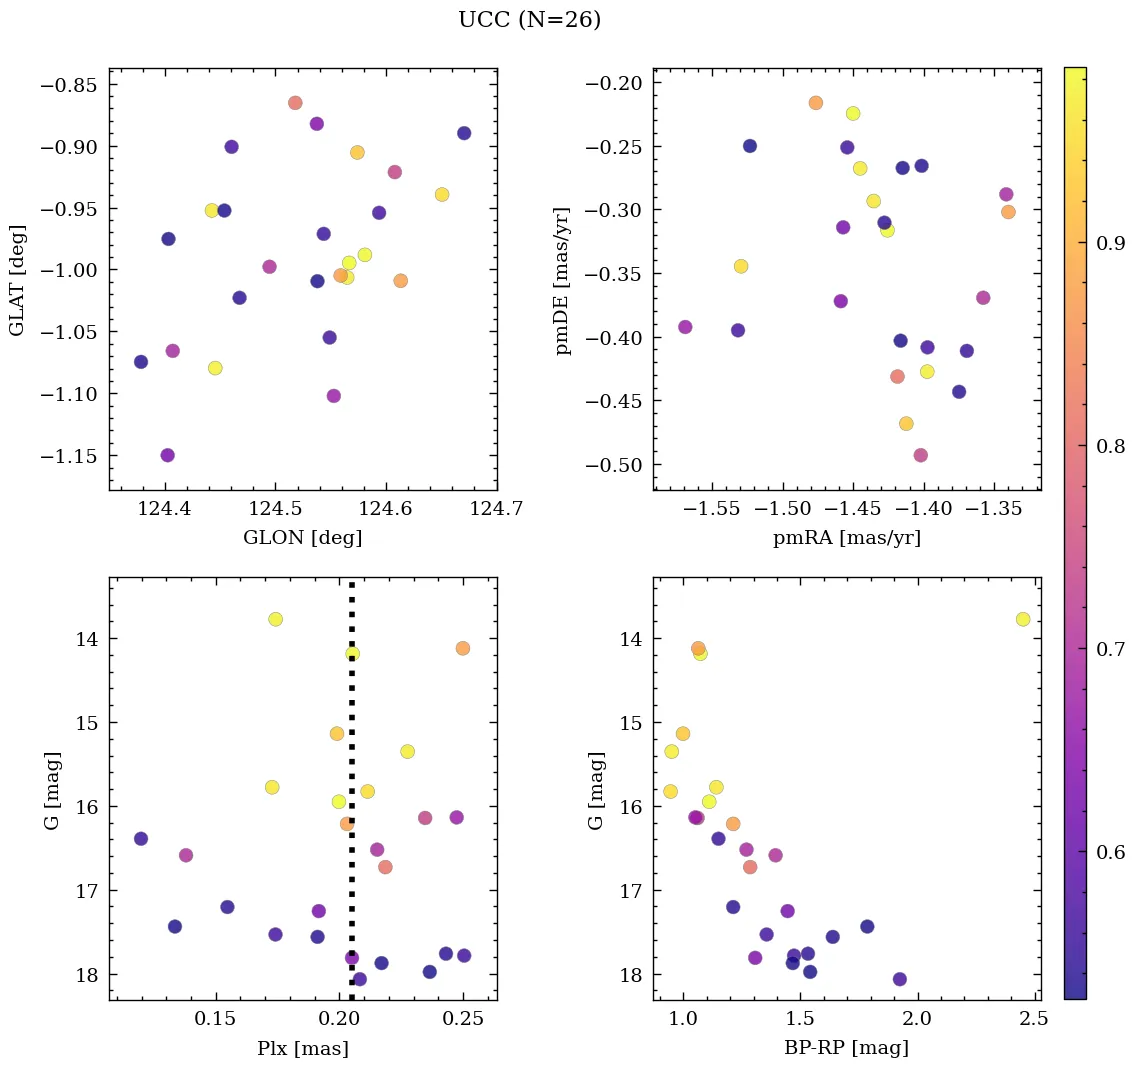 UCC (N=26)
−0.85
−0.90
−0.95
−1.00
−1.05
−1.10
−1.15
GLAT [deg]
124.4 124.5 124.6 124.7
GLON [deg]
−0.20
−0.25
−0.30
−0.35
−0.40
−0.45
−0.50
pmDE [mas/yr]
−1.55 −1.50 −1.45 −1.40 −1.35
pmRA [mas/yr]
14
15
16
17
18
G [mag]
0.15 0.20 0.25
Plx [mas]
14
15
16
17
18
G [mag]
1.0 1.5 2.0 2.5
BP-RP [mag]
0.9
0.8
0.7
0.6